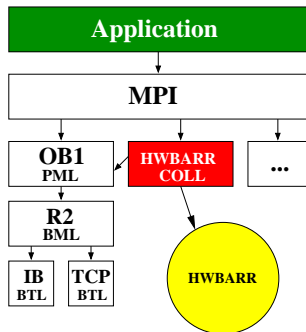 Application
MPI
OB1
PML
HWBARR
COLL
...
R2
BML
IB
BTL
TCP
BTL
HWBARR